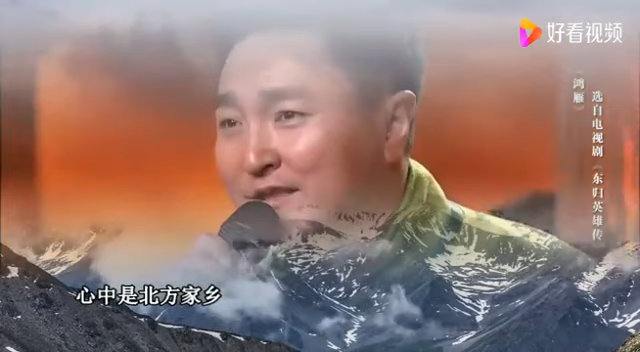 好看视频
《鸿雁》
选自电视剘《东归英雄传
心中是北方家乡